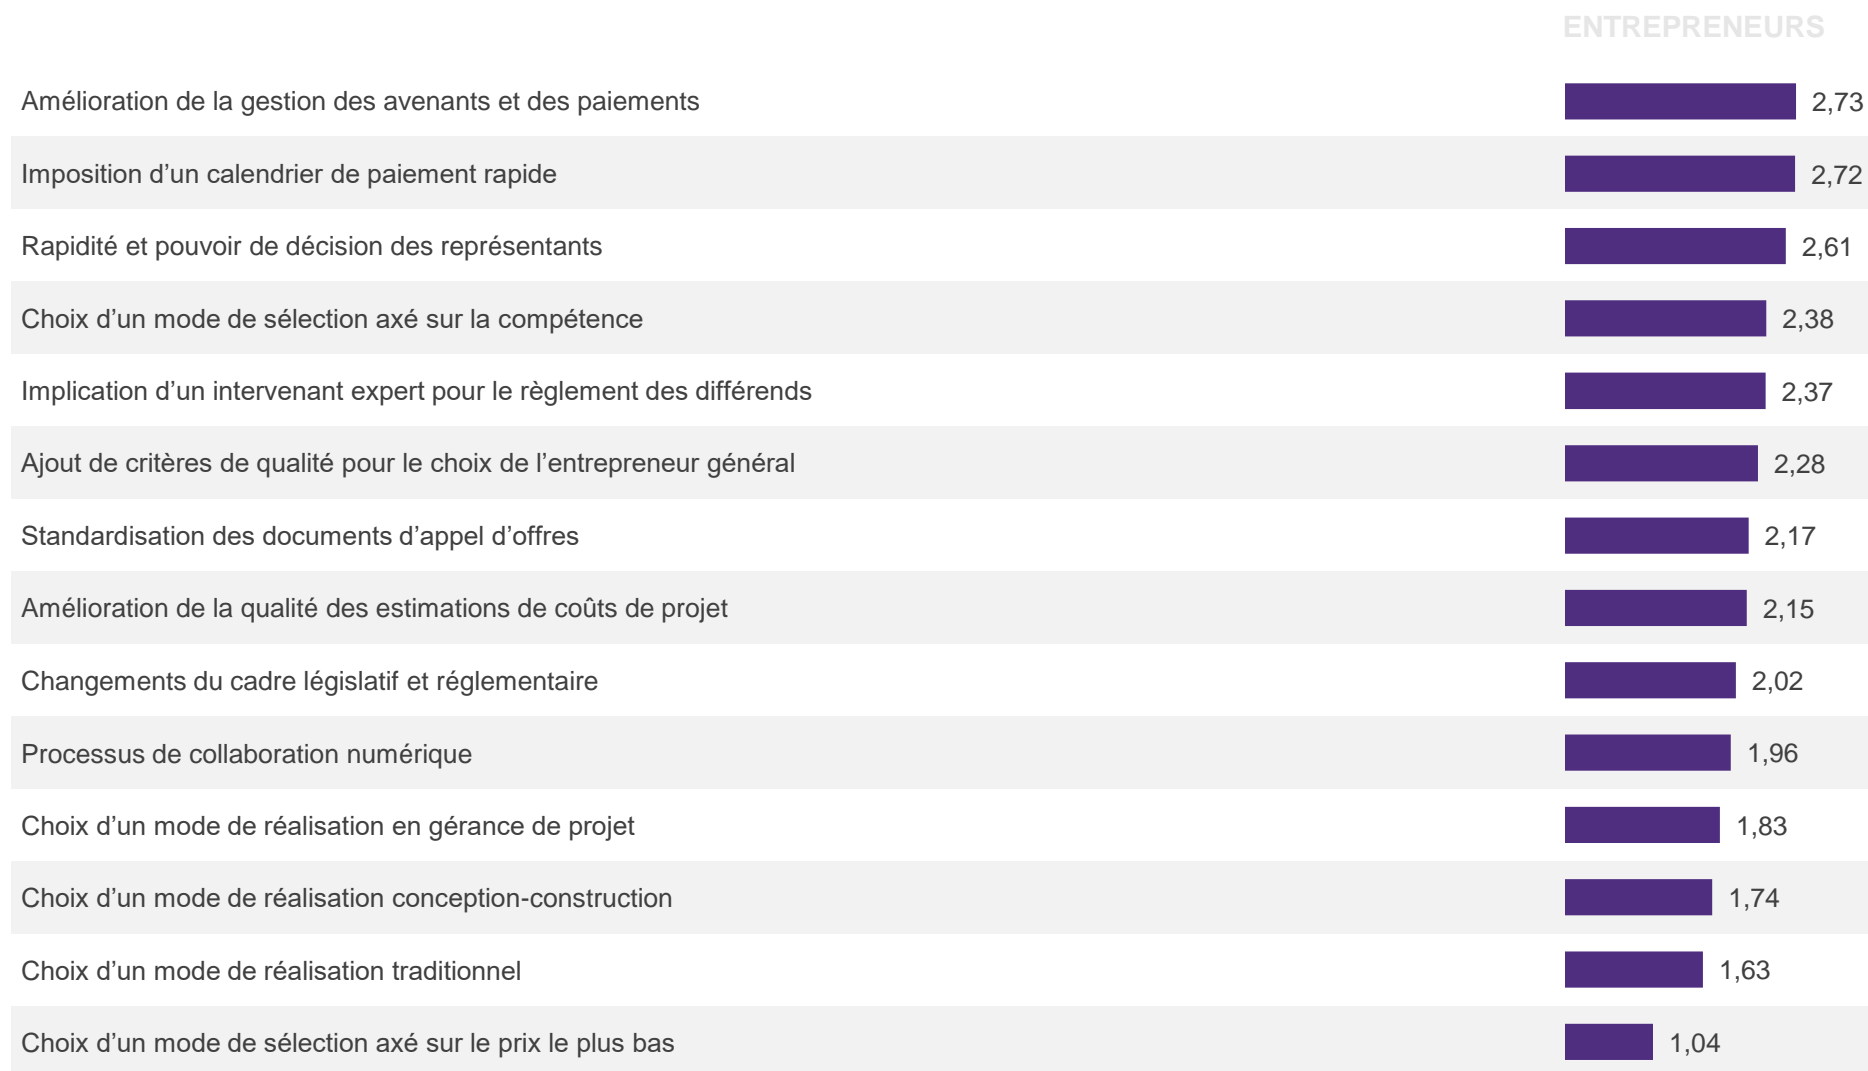 ENTREPRENEURS
Amélioration de la gestion des avenants et des paiements 2,73
Imposition d’un calendrier de paiement rapide 2,72
Rapidité et pouvoir de décision des représentants 2,61
Choix d’un mode de sélection axé sur la compétence 2,38
Implication d’un intervenant expert pour le règlement des différends 2,37
Ajout de critères de qualité pour le choix de l’entrepreneur général 2,28
Standardisation des documents d’appel d’offres 2,17
Amélioration de la qualité des estimations de coûts de projet 2,15
Changements du cadre législatif et réglementaire 2,02
Processus de collaboration numérique 1,96
Choix d’un mode de réalisation en gérance de projet 1,83
Choix d’un mode de réalisation conception-construction 1,74
Choix d’un mode de réalisation traditionnel 1,63
Choix d’un mode de sélection axé sur le prix le plus bas 1,04